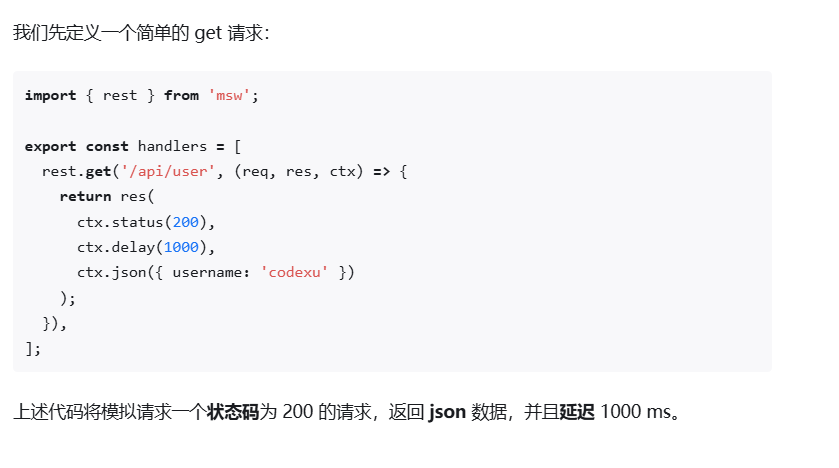 我们先定义一个简单的 get 请求：
import { rest } from 'msw';
export const handlers = [
rest.get('/api/user', (req, res, ctx) => {
return res(
ctx.status(200),
ctx.delay(1000),
ctx.json({ username: 'codexu' })
);
}),
];
上述代码将模拟请求一个状态码为 200 的请求，返回 json 数据，并且延迟 1000 ms。